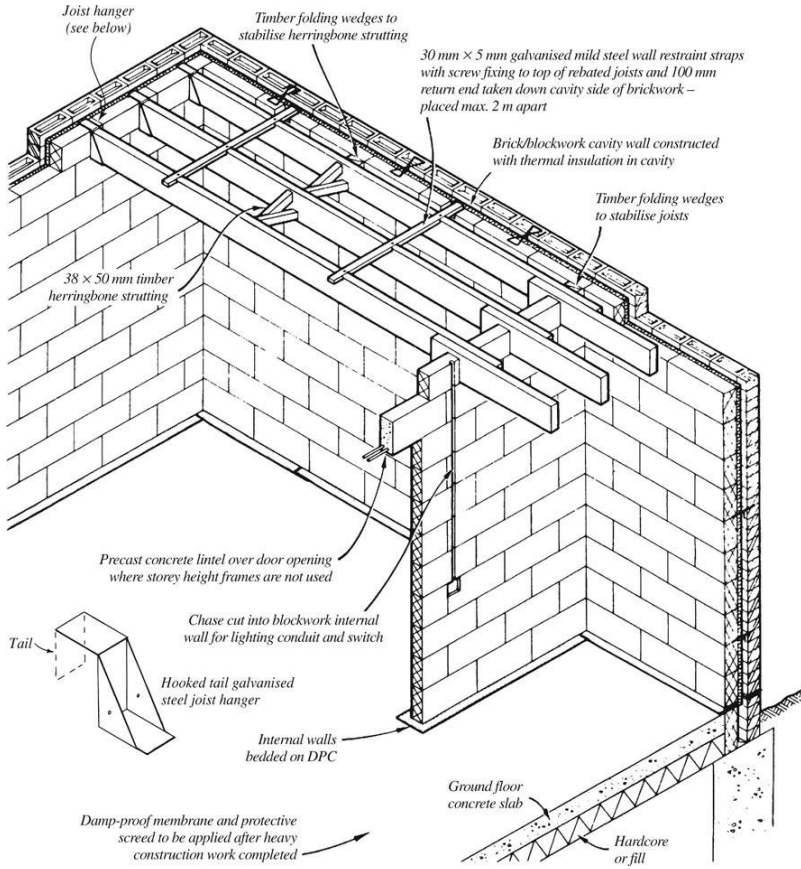 Joist hanger
(see below)
Timber folding wedges to
stabilise herringbone strutting
30 mm × 5 mm galvanised mild steel wall restraint straps
with screw fixing to top of rebated joists and 100 mm
return end taken down cavity side of brickwork –
placed max. 2 m apart
Brick/blockwork cavity wall constructed
with thermal insulation in cavity
Timber folding wedges
to stabilise joists
38 × 50 mm timber
herringbone strutting
Precast concrete lintel over door opening
where storey height frames are not used
Chase cut into blockwork internal
wall for lighting conduit and switch
Tail
Hooked tail galvanised
steel joist hanger
Internal walls
bedded on DPC
Ground floor
concrete slab
Damp-proof membrane and protective
screed to be applied after heavy
construction work completed
Hardcore
or fill